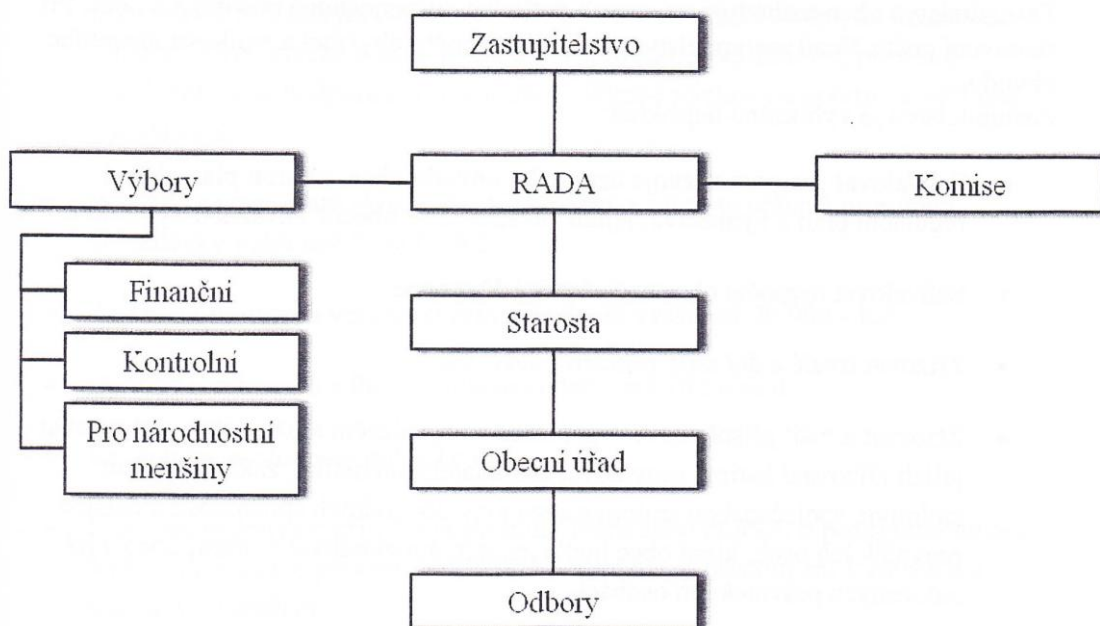 Zastupitelstvo
Výbory
RADA
Komise
Finanční
Kontrolní
Pro národnostní
menšiny
Starosta
Obecní úřad
Odbory